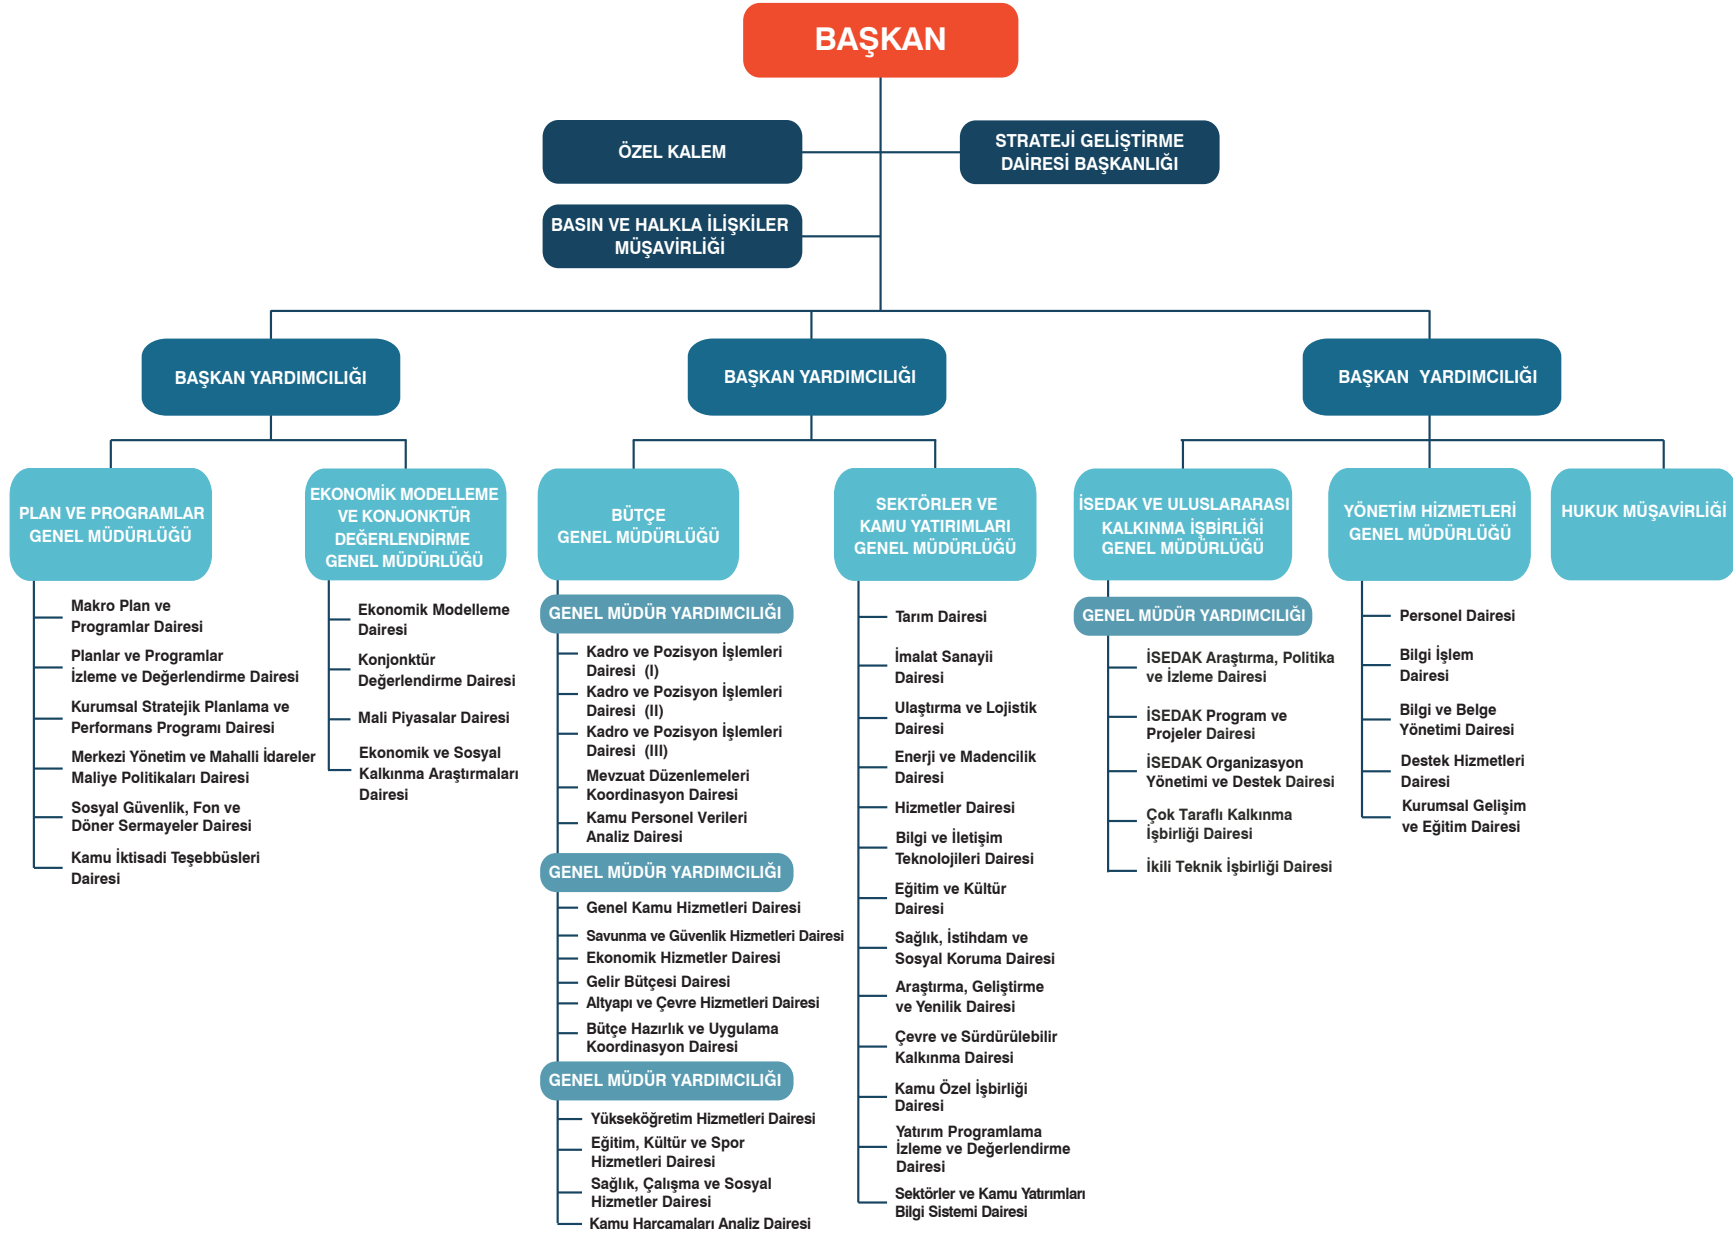 BAŞKAN
ÖZEL KALEM
STRATEJİ GELİŞTİRME
DAİRESİ BAŞKANLIĞI
BASIN VE HALKLA İLİŞKİLER
MÜŞAVİRLİĞİ
BAŞKAN YARDIMCILIĞI
BAŞKAN YARDIMCILIĞI
BAŞKAN YARDIMCILIĞI
PLAN VE PROGRAMLAR
GENEL MÜDÜRLÜĞÜ
Makro Plan ve
Programlar Dairesi
Planlar ve Programlar
İzleme ve Değerlendirme Dairesi
Kurumsal Stratejik Planlama ve
Performans Programı Dairesi
Merkezi Yönetim ve Mahalli İdareler
Maliye Politikaları Dairesi
Sosyal Güvenlik, Fon ve
Döner Sermayeler Dairesi
Kamu İktisadi Teşebbüsleri
Dairesi
EKONOMİK MODELLEME
VE KONJONKTÜR
DEĞERLENDİRME
GENEL MÜDÜRLÜĞÜ
Ekonomik Modelleme
Dairesi
Konjonktür
Değerlendirme Dairesi
Mali Piyasalar Dairesi
Ekonomik ve Sosyal
Kalkınma Araştırmaları
Dairesi
BÜTÇE
GENEL MÜDÜRLÜĞÜ
GENEL MÜDÜR YARDIMCILIĞI
Kadro ve Pozisyon İşlemleri
Dairesi (I)
Kadro ve Pozisyon İşlemleri
Dairesi (II)
Kadro ve Pozisyon İşlemleri
Dairesi (III)
Mevzuat Düzenlemeleri
Koordinasyon Dairesi
Kamu Personel Verileri
Analiz Dairesi
GENEL MÜDÜR YARDIMCILIĞI
Genel Kamu Hizmetleri Dairesi
Savunma ve Güvenlik Hizmetleri Dairesi
Ekonomik Hizmetler Dairesi
Gelir Bütçesi Dairesi
Altyapı ve Çevre Hizmetleri Dairesi
Bütçe Hazırlık ve Uygulama
Koordinasyon Dairesi
GENEL MÜDÜR YARDIMCILIĞI
Yükseköğretim Hizmetleri Dairesi
Eğitim, Kültür ve Spor
Hizmetleri Dairesi
Sağlık, Çalışma ve Sosyal
Hizmetler Dairesi
Kamu Harcamaları Analiz Dairesi
SEKTÖRLER VE
KAMU YATIRIMLARI
GENEL MÜDÜRLÜĞÜ
Tarım Dairesi
İmalat Sanayii
Dairesi
Ulaştırma ve Lojistik
Dairesi
Enerji ve Madencilik
Dairesi
Hizmetler Dairesi
Bilgi ve İletişim
Teknolojileri Dairesi
Eğitim ve Kültür
Dairesi
Sağlık, İstihdam ve
Sosyal Koruma Dairesi
Araştırma, Geliştirme
ve Yenilik Dairesi
Çevre ve Sürdürülebilir
Kalkınma Dairesi
Kamu Özel İşbirliği
Dairesi
Yatırım Programlama
İzleme ve Değerlendirme
Dairesi
Sektörler ve Kamu Yatırımları
Bilgi Sistemi Dairesi
İSEDAK VE ULUSLARARASI
KALKINMA İŞBİRLİĞİ
GENEL MÜDÜRLÜĞÜ
GENEL MÜDÜR YARDIMCILIĞI
İSEDAK Araştırma, Politika
ve İzleme Dairesi
İSEDAK Program ve
Projeler Dairesi
İSEDAK Organizasyon
Yönetimi ve Destek Dairesi
Çok Taraflı Kalkınma
İşbirliği Dairesi
İkili Teknik İşbirliği Dairesi
YÖNETİM HİZMETLERİ
GENEL MÜDÜRLÜĞÜ
Personel Dairesi
Bilgi İşlem
Dairesi
Bilgi ve Belge
Yönetimi Dairesi
Destek Hizmetleri
Dairesi
Kurumsal Gelişim
ve Eğitim Dairesi
HUKUK MÜŞAVİRLİĞİ